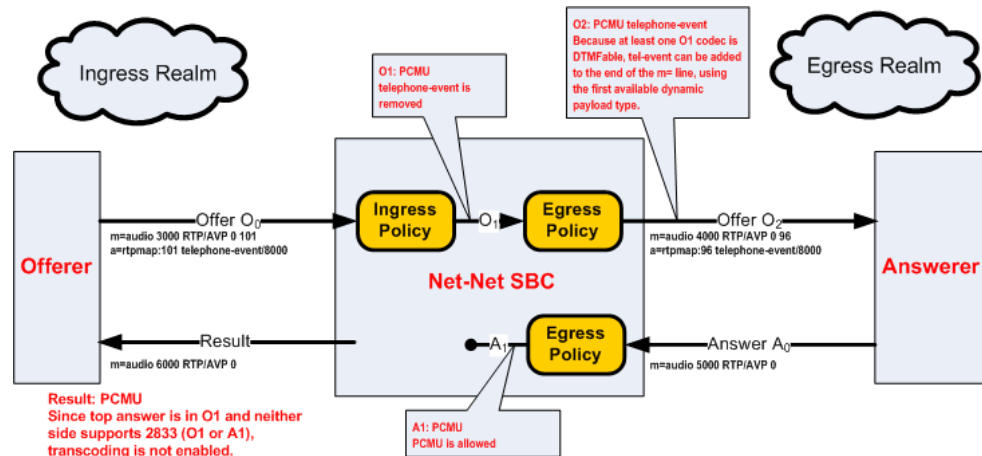 Ingress Realm
Egress Realm
O1: PCMU
telephone-event is
removed
O2: PCMU telephone-event
Because at least one O1 codec is
DTMFable, tel-event can be added
to the end of the m= line, using
the first available dynamic
payload type.
Offerer
Offer O0
m=audio 3000 RTP/AVP 0 101
a=rtpmap:101 telephone-event/8000
Ingress
Policy
O1
Egress
Policy
Offer O2
m=audio 4000 RTP/AVP 0 96
a=rtpmap:96 telephone-event/8000
Answerer
Net-Net SBC
Result
m=audio 6000 RTP/AVP 0
A1
Egress
Policy
Answer A0
m=audio 5000 RTP/AVP 0
Result: PCMU
Since top answer is in O1 and neither
side supports 2833 (O1 or A1),
transcoding is not enabled.
A1: PCMU
PCMU is allowed